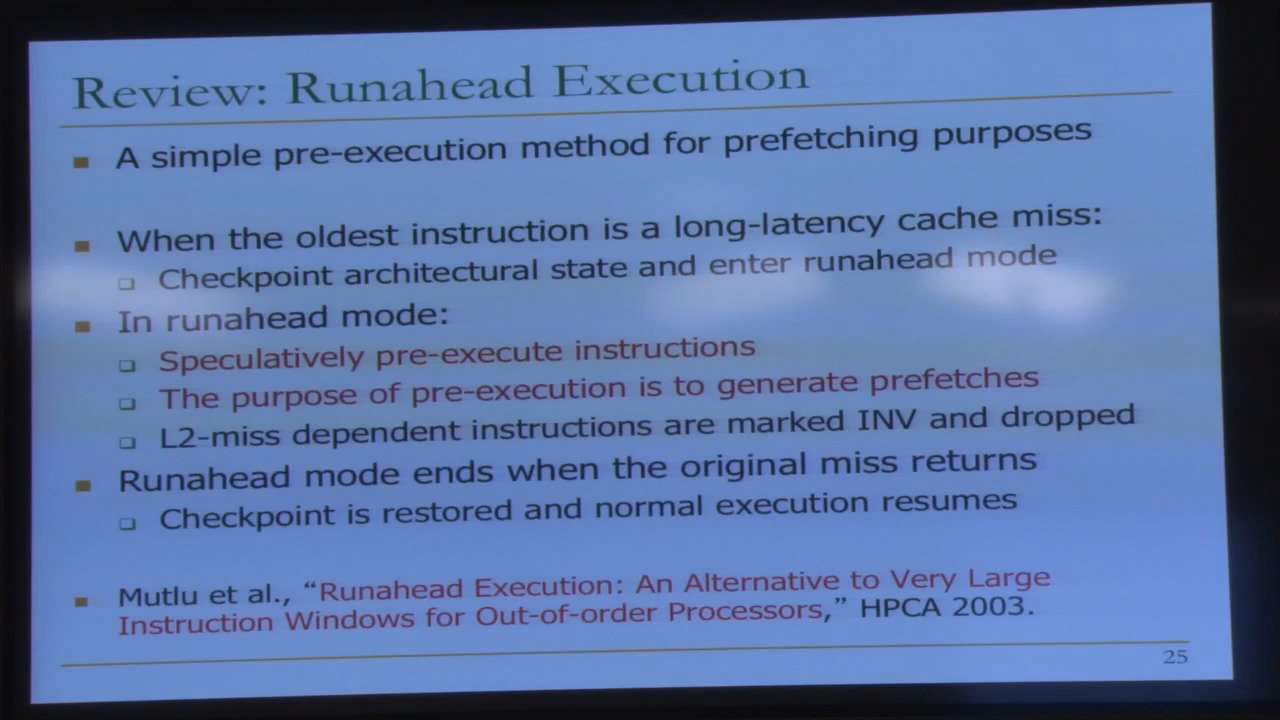 Review: Runahead Execution
A simple pre-execution method for prefetching purposes
When the oldest instruction is a long-latency cache miss:
Checkpoint architectural state and enter runahead mode
In runahead mode:
Speculatively pre-execute instructions
The purpose of pre-execution is to generate prefetches
L2-miss dependent instructions are marked INV and dropped
Runahead mode ends when the original miss returns
Checkpoint is restored and normal execution resumes
Mutlu et al., “Runahead Execution: An Alternative to Very Large
Instruction Windows for Out-of-order Processors,” HPCA 2003.
25